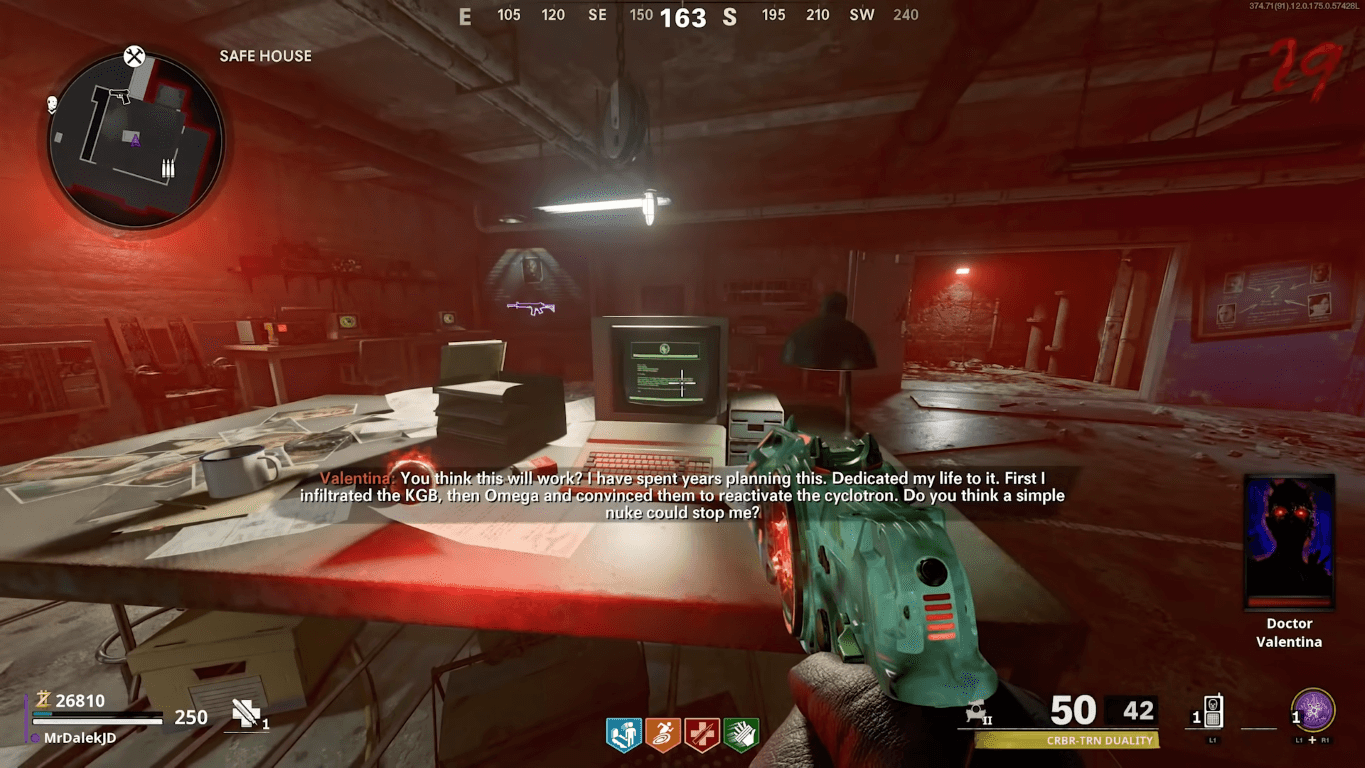 E 105 120 SE 150 163 S 195 210 SW 240
374.71(91).12.0.175.0.57428L
SAFE HOUSE
29
Valentina: You think this will work? I have spent years planning this. Dedicated my life to it. First I
infiltrated the KGB, then Omega and convinced them to reactivate the cyclotron. Do you think a simple
nuke could stop me?
Doctor
Valentina
26810
250
1
MrDalekJD
II
50 42
CRBR-TRN DUALITY
1
L1
1
L1 + R1